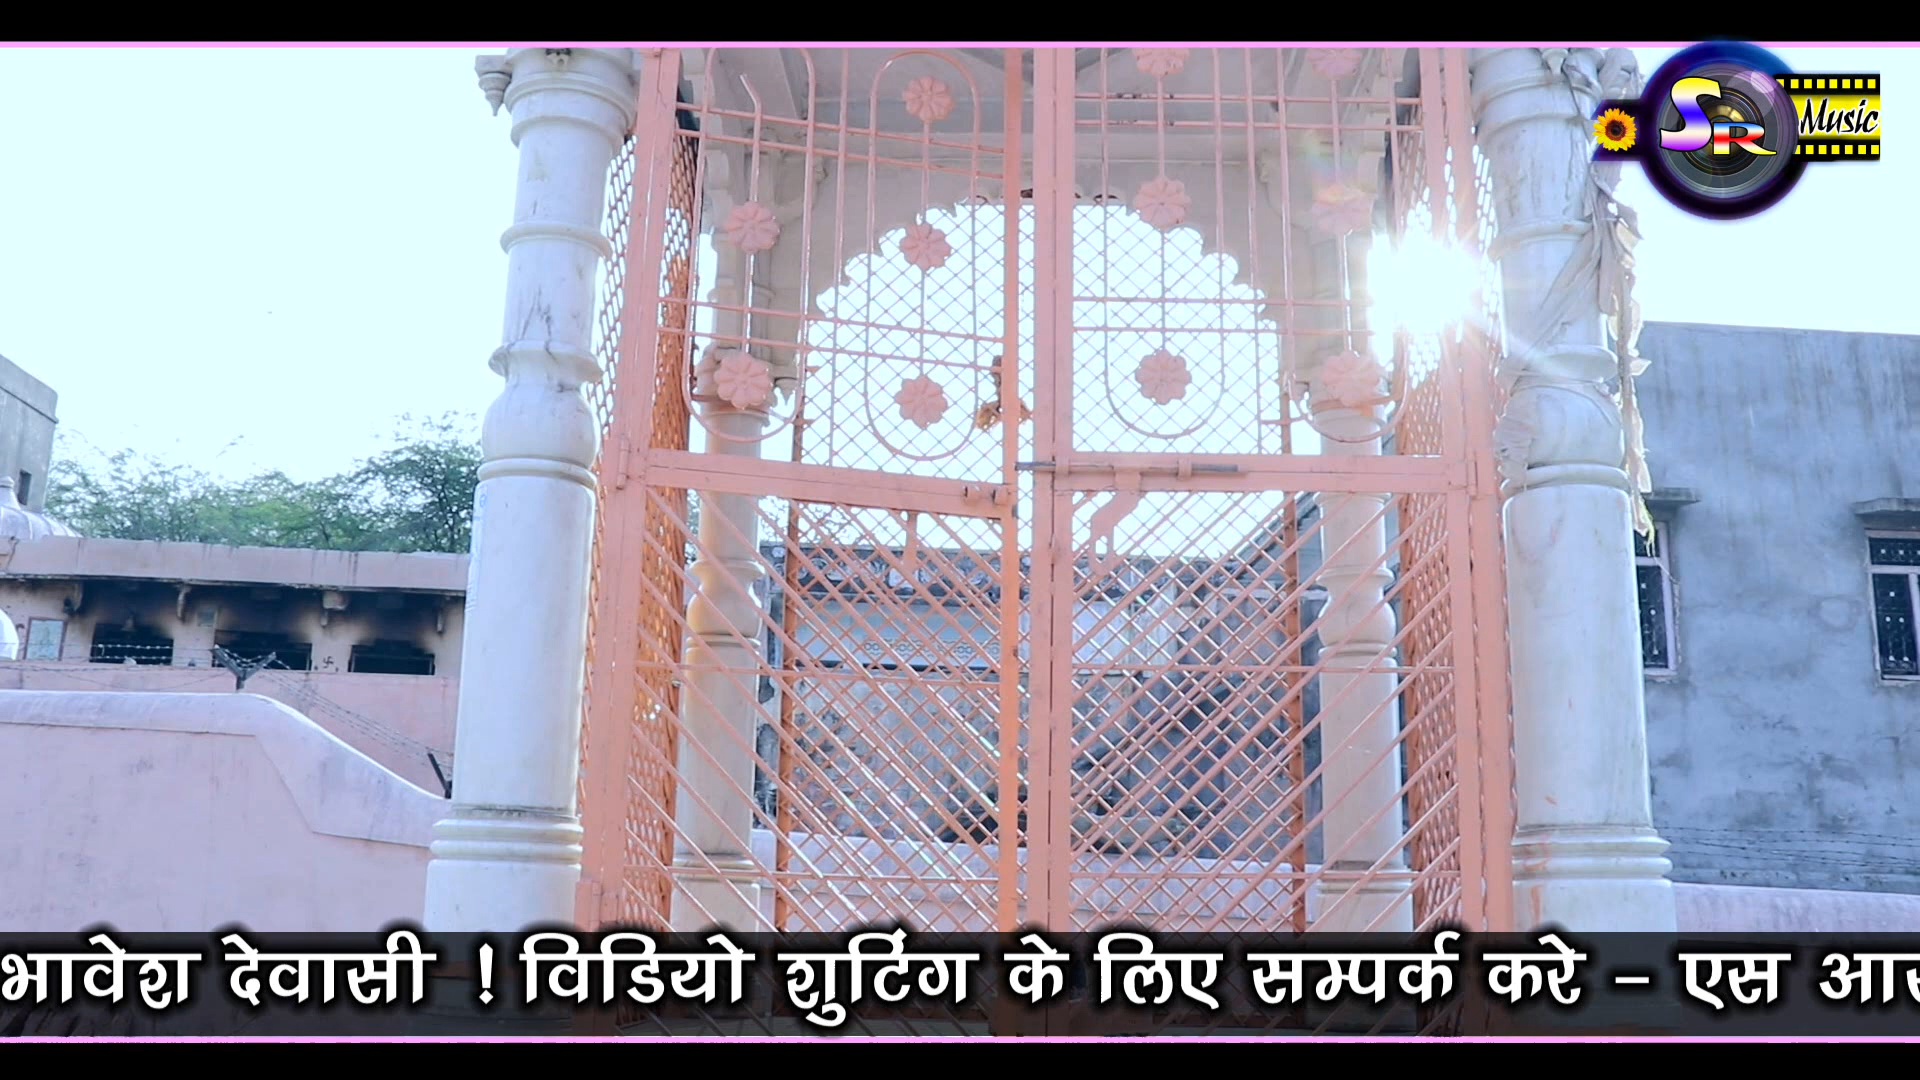 SR Music
भावेश देवासी ! विडियो शुटिंग के लिए सम्पर्क करे - एस